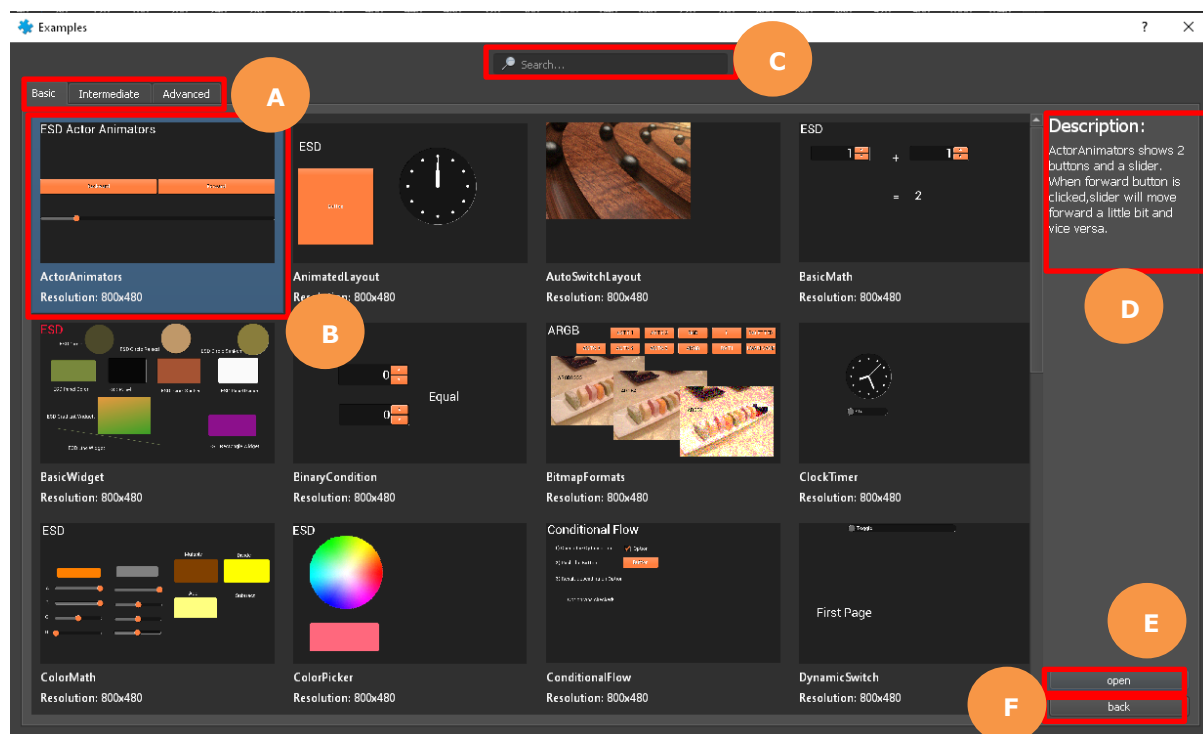 Examples
?
X
Search...
C
Basic Intermediate Advanced
A
ESD Actor Animators
Backward Forward
ActorAnimators
Resolution: 800x480
ESD
AnimatedLayout
Resolution: 800x480
AutoSwitchLayout
Resolution: 800x480
ESD
1 + 1
= 2
BasicMath
Resolution: 800x480
Description:
ActorAnimators shows 2
buttons and a slider.
When forward button is
clicked,slider will move
forward a little bit and
vice versa.
D
B
ESD
BasicWidget
Resolution: 800x480
0
0
Equal
BinaryCondition
Resolution: 800x480
ARGB
BitmapFormats
Resolution: 800x480
ClockTimer
Resolution: 800x480
ESD
ColorMath
Resolution: 800x480
ESD
ColorPicker
Resolution: 800x480
Conditional Flow
ConditionalFlow
Resolution: 800x480
Toggle
First Page
DynamicSwitch
Resolution: 800x480
E
open
F
back